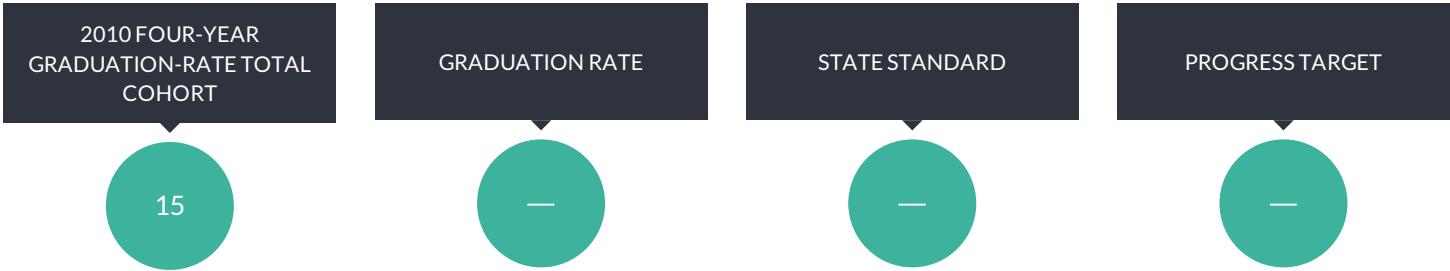 2010 FOUR-YEAR
GRADUATION-RATE TOTAL
COHORT
15
GRADUATION RATE
—
STATE STANDARD
—
PROGRESS TARGET
—